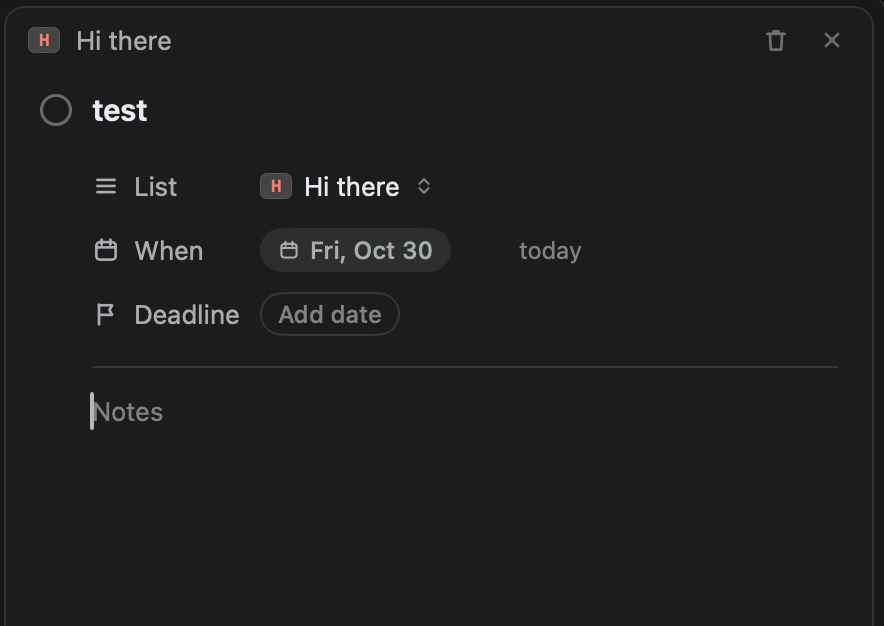 H Hi there
test
List H Hi there
When Fri, Oct 30 today
Deadline Add date
Notes